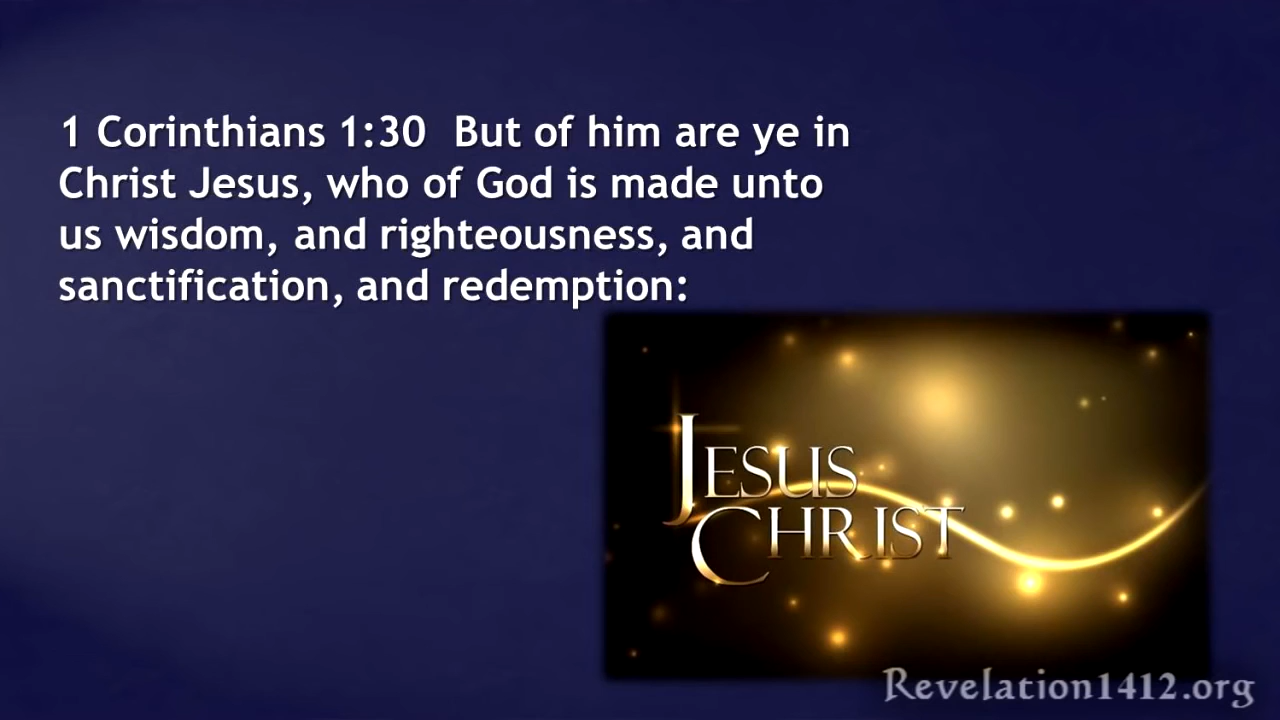 1 Corinthians 1:30  But of him are ye in
Christ Jesus, who of God is made unto
us wisdom, and righteousness, and
sanctification, and redemption:
JESUS
CHRIST
Revelation1412.org